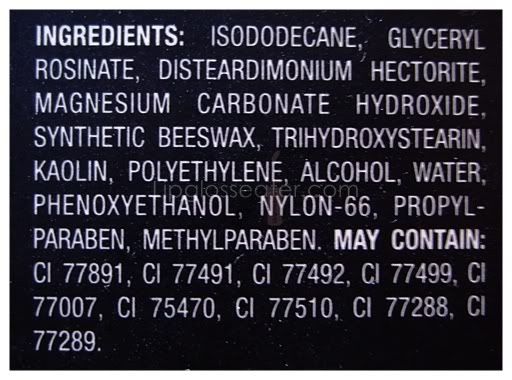 INGREDIENTS: ISODODECANE, GLYCERYL
ROSINATE, DISTEARDIMONIUM HECTORITE,
MAGNESIUM CARBONATE HYDROXIDE,
SYNTHETIC BEESWAX, TRIHYDROXYSTEARIN,
KAOLIN, POLYETHYLENE, ALCOHOL, WATER,
Lipglosseater.com
PHENOXYETHANOL, NYLON-66, PROPYL-
PARABEN, METHYLPARABEN. MAY CONTAIN:
CI 77891, CI 77491, CI 77492, CI 77499, CI
77007, CI 75470, CI 77510, CI 77288, CI
77289.